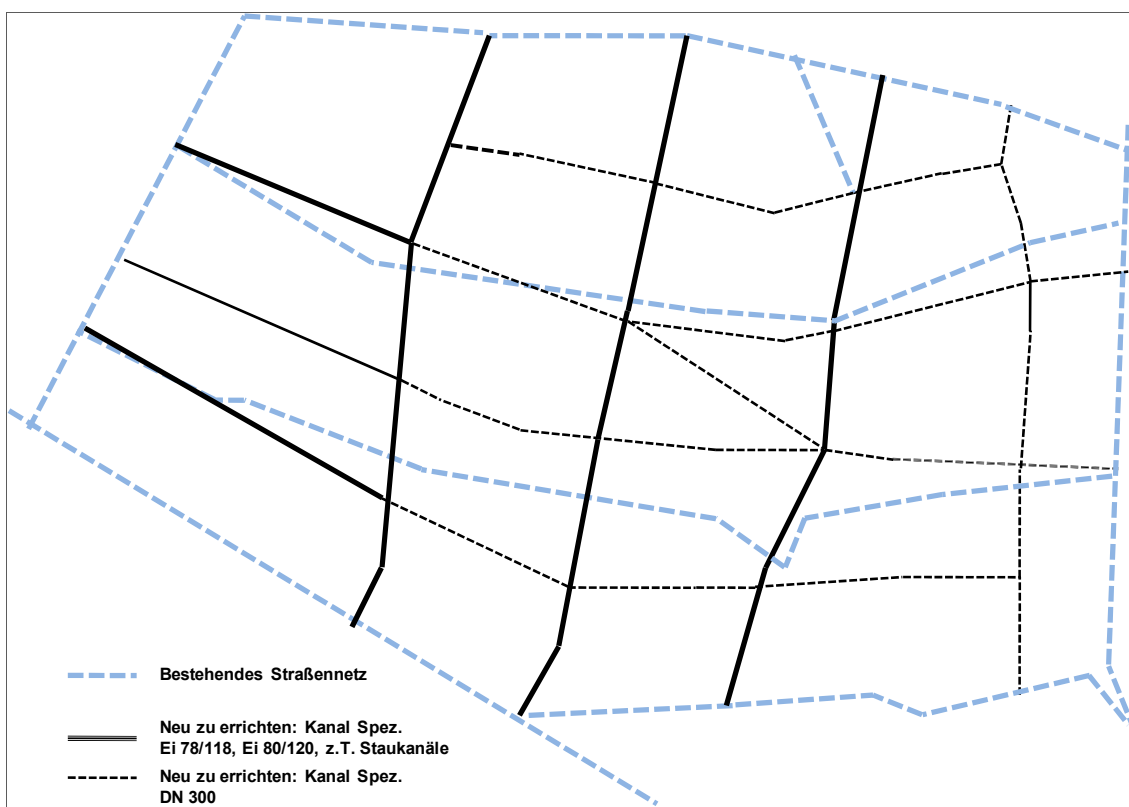 Bestehendes Straßennetz
Neu zu errichten: Kanal Spez.
Ei 78/118, Ei 80/120, z.T. Staukanäle
Neu zu errichten: Kanal Spez.
DN 300